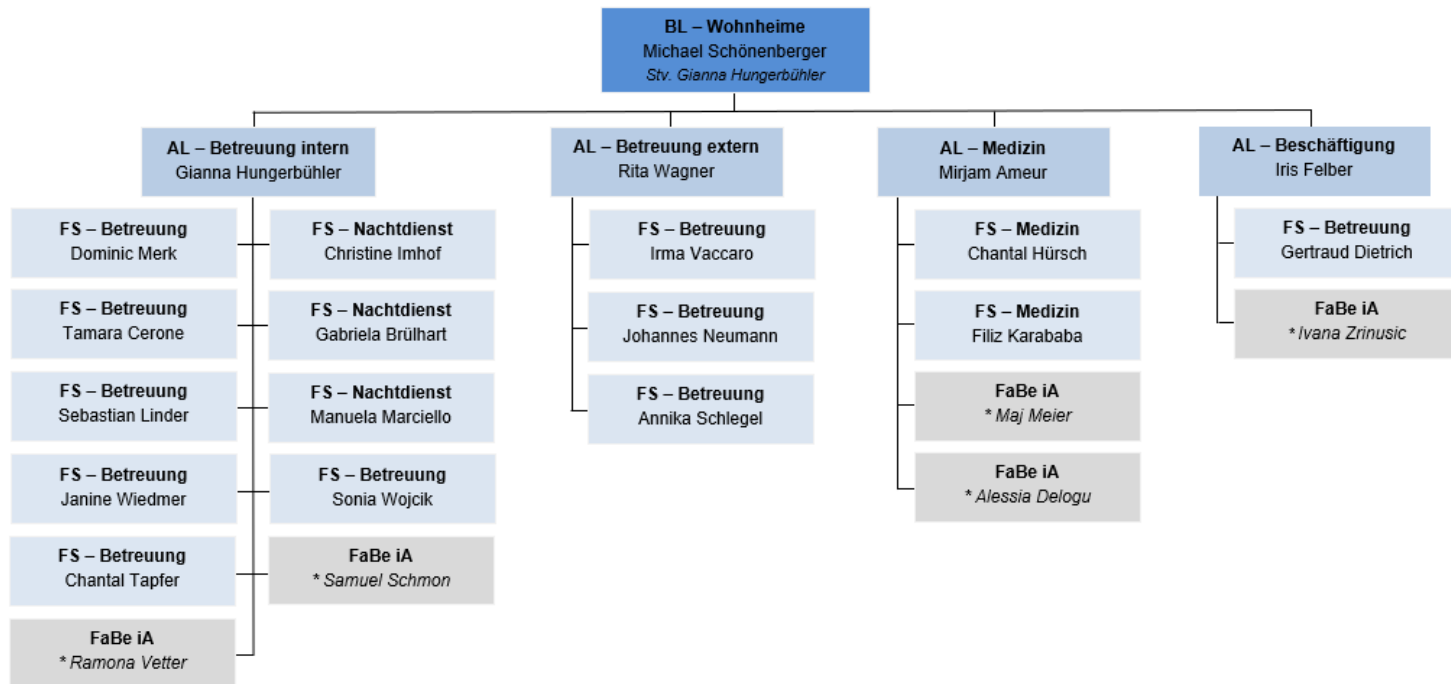 BL – Wohnheime
Michael Schönenberger
Stv. Gianna Hungerbühler
AL – Betreuung intern
Gianna Hungerbühler
FS – Betreuung
Dominic Merk
FS – Betreuung
Tamara Cerone
FS – Betreuung
Sebastian Linder
FS – Betreuung
Janine Wiedmer
FS – Betreuung
Chantal Tapfer
FaBe iA
* Ramona Vetter
FS – Nachtdienst
Christine Imhof
FS – Nachtdienst
Gabriela Brülhart
FS – Nachtdienst
Manuela Marciello
FS – Betreuung
Sonia Wojcik
FaBe iA
* Samuel Schmon
AL – Betreuung extern
Rita Wagner
FS – Betreuung
Irma Vaccaro
FS – Betreuung
Johannes Neumann
FS – Betreuung
Annika Schlegel
AL – Medizin
Mirjam Ameur
FS – Medizin
Chantal Hürsch
FS – Medizin
Filiz Karababa
FaBe iA
* Maj Meier
FaBe iA
* Alessia Delogu
AL – Beschäftigung
Iris Felber
FS – Betreuung
Gertraud Dietrich
FaBe iA
* Ivana Zrinusic